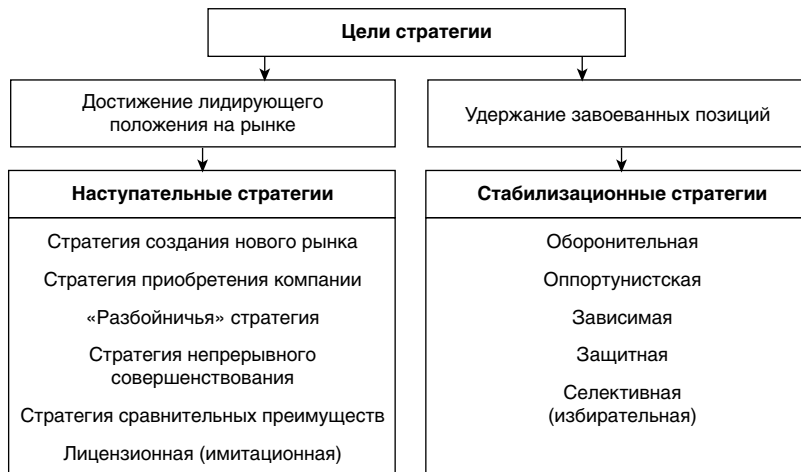 Цели стратегии
Достижение лидирующего
положения на рынке
Удержание завоеванных позиций
Наступательные стратегии
Стратегия создания нового рынка
Стратегия приобретения компании
«Разбойничья» стратегия
Стратегия непрерывного
совершенствования
Стратегия сравнительных преимуществ
Лицензионная (имитационная)
Стабилизационные стратегии
Оборонительная
Оппортунистская
Зависимая
Защитная
Селективная
(избирательная)